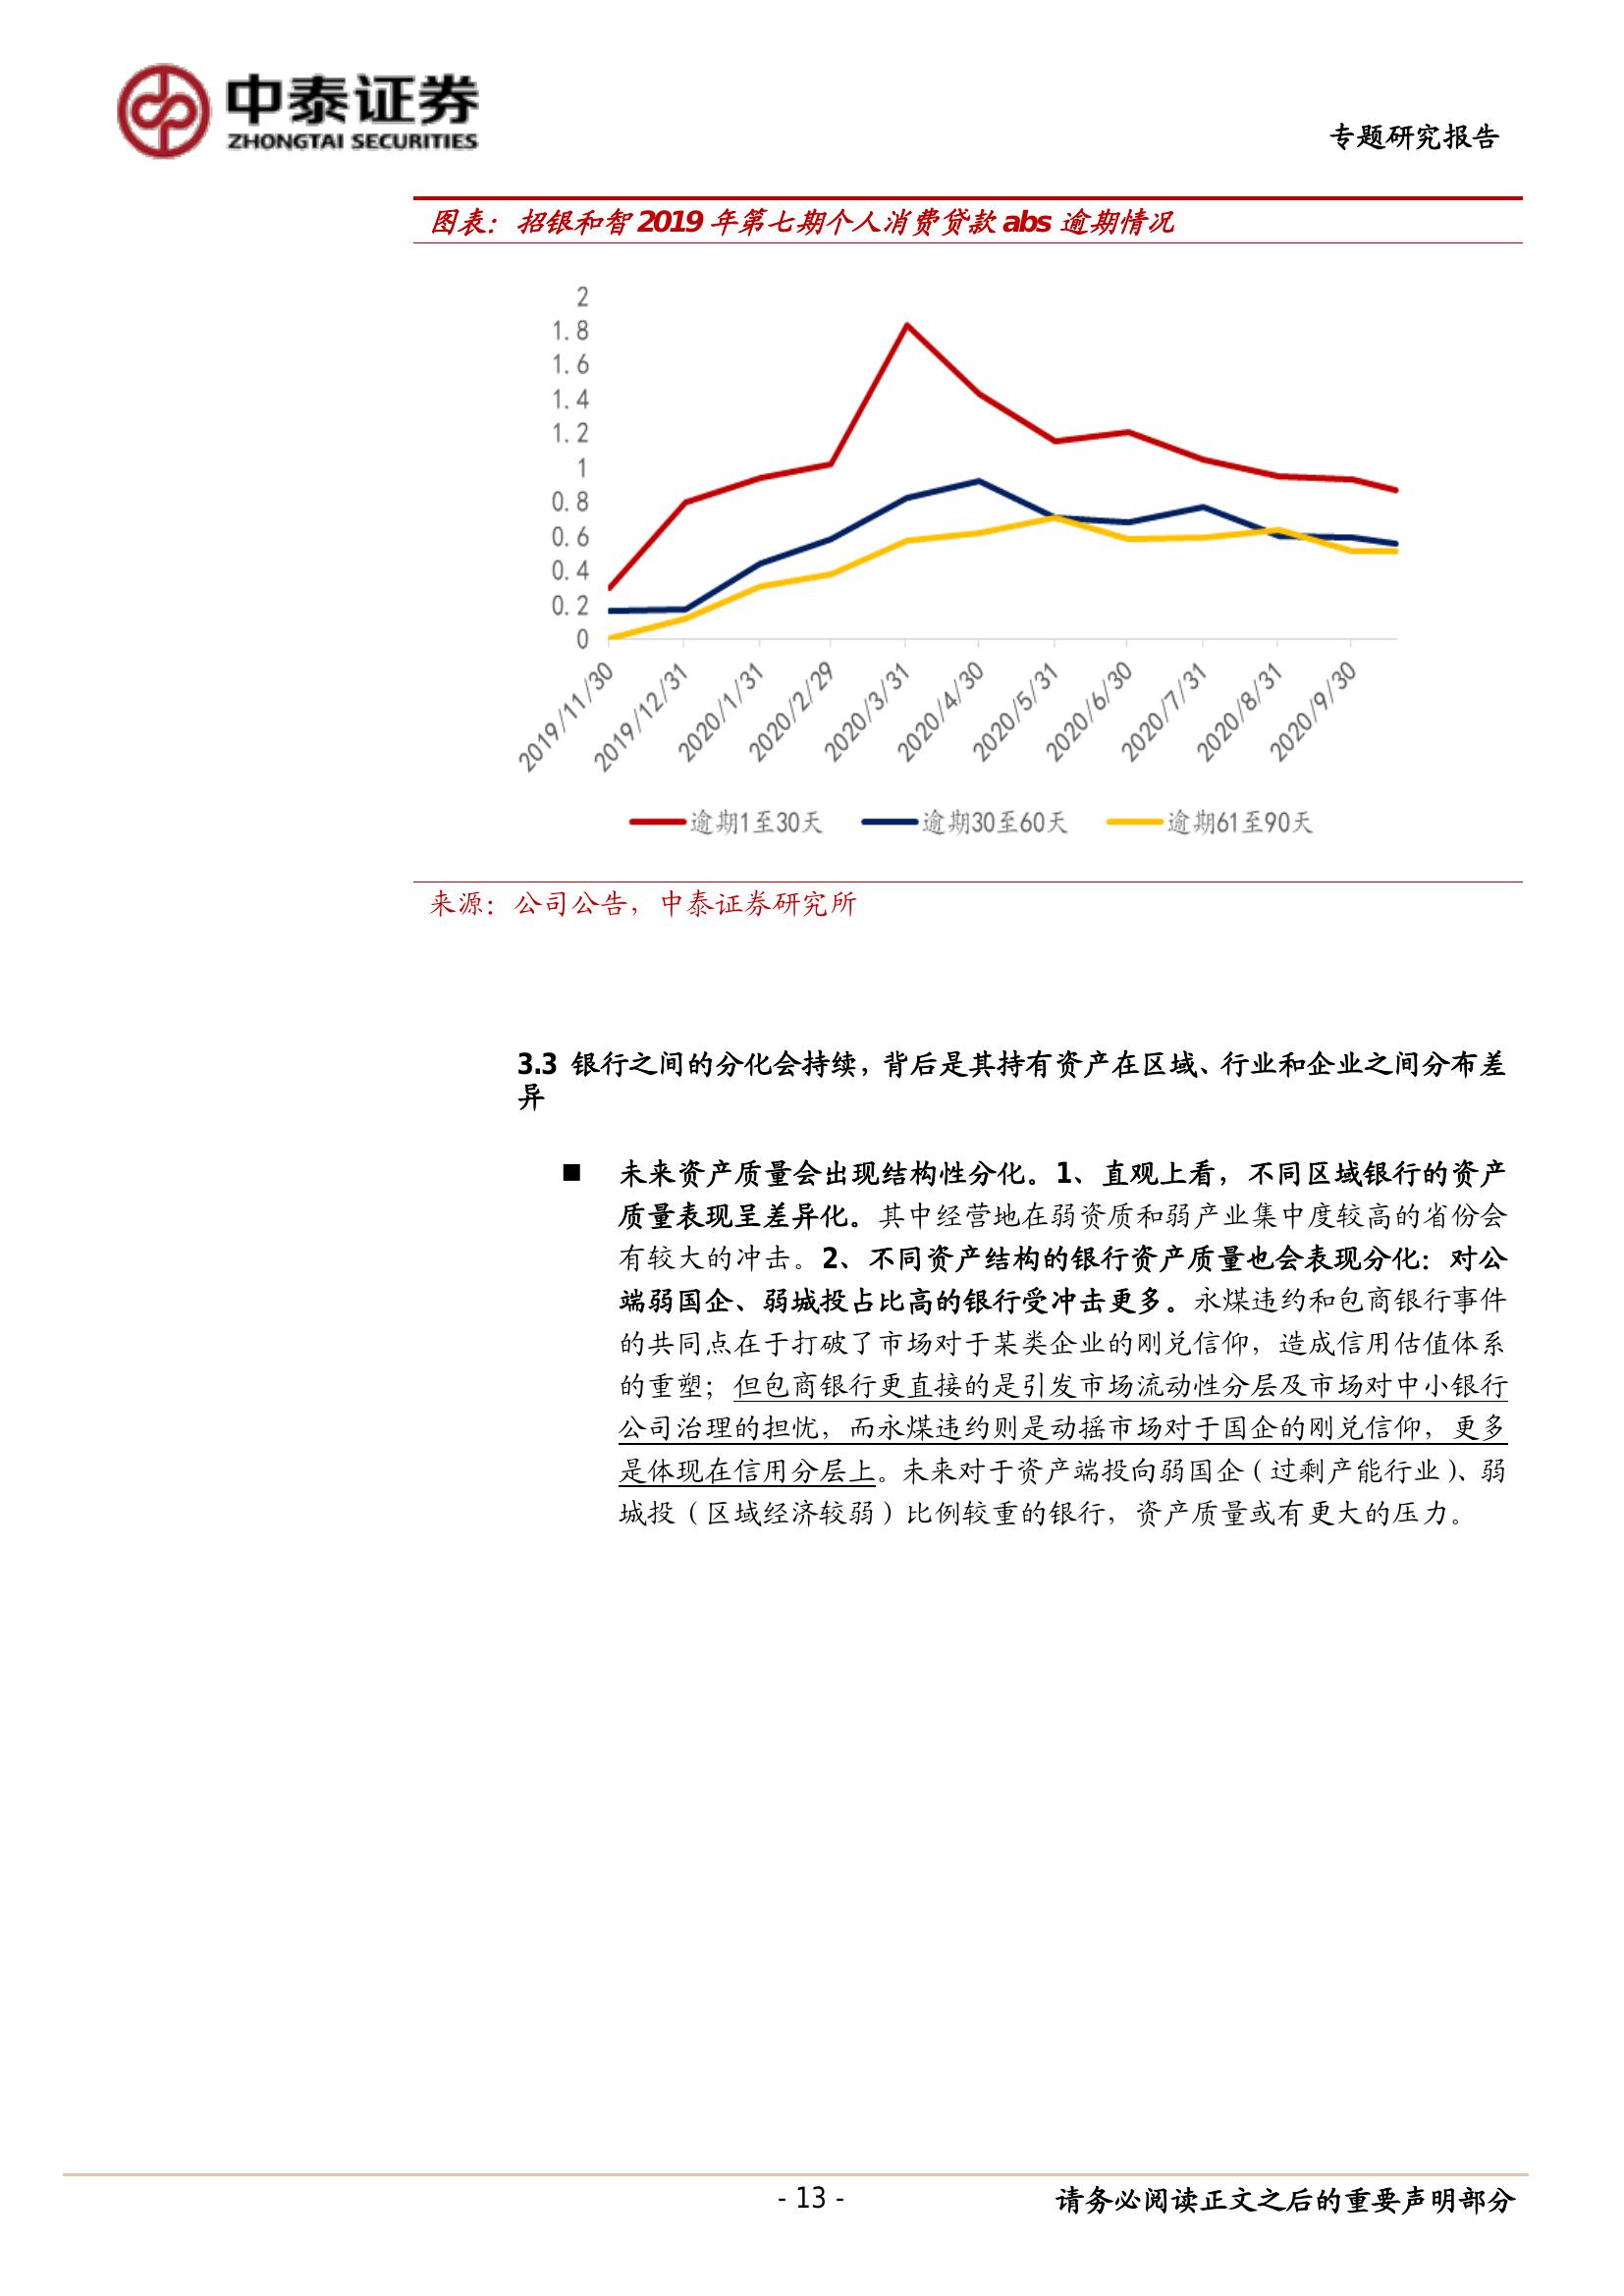 中泰证券
ZHONGTAI SECURITIES
专题研究报告
图表：招银和智2019年第七期个人消费贷款abs逾期情况
2
1.8
1.6
1.4
1.2
1
0.8
0.6
0.4
0.2
0
2019/11/30
2019/12/31
2020/1/31
2020/2/29
2020/3/31
2020/4/30
2020/5/31
2020/6/30
2020/7/31
2020/8/31
2020/9/30
逾期1至30天 逾期30至60天 逾期61至90天
来源：公司公告，中泰证券研究所
3.3 银行之间的分化会持续，背后是其持有资产在区域、行业和企业之间分布差
异
■ 未来资产质量会出现结构性分化。1、直观上看，不同区域银行的资产
质量表现呈差异化。其中经营地在弱资质和弱产业集中度较高的省份会
有较大的冲击。2、不同资产结构的银行资产质量也会表现分化：对公
端弱国企、弱城投占比高的银行受冲击更多。永煤违约和包商银行事件
的共同点在于打破了市场对于某类企业的刚兑信仰，造成信用估值体系
的重塑；但包商银行更直接的是引发市场流动性分层及市场对中小银行
公司治理的担忧，而永煤违约则是动摇市场对于国企的刚兑信仰，更多
是体现在信用分层上。未来对于资产端投向弱国企（过剩产能行业）、弱
城投（区域经济较弱）比例较重的银行，资产质量或有更大的压力。
- 13 -
请务必阅读正文之后的重要声明部分